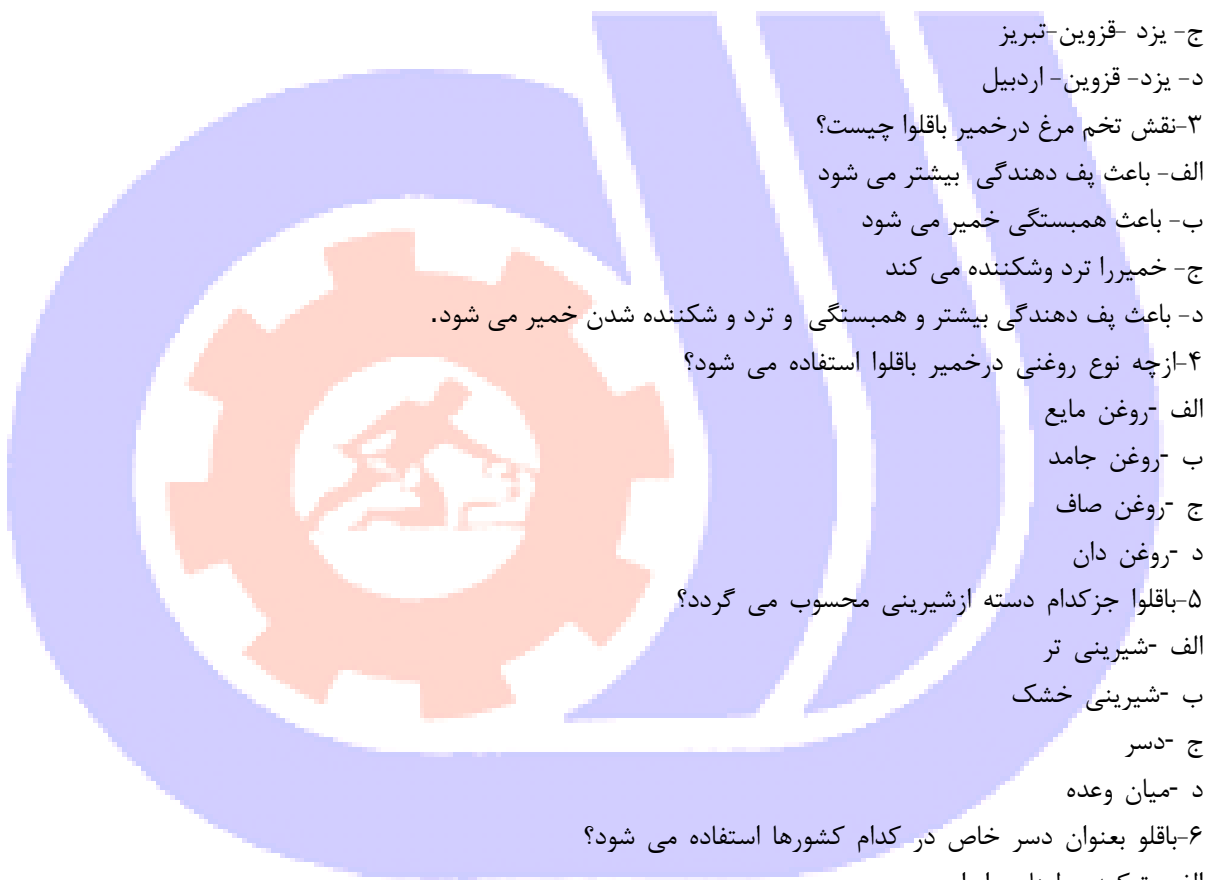 ج- یزد -قزوین-تبریز
د- یزد- قزوین- اردبیل
۳-نقش تخم مرغ درخمیر باقلوا چیست؟
الف- باعث پف دهندگی بیشتر می شود
ب- باعث همبستگی خمیر می شود
ج- خمیررا ترد وشکننده می کند
د- باعث پف دهندگی بیشتر و همبستگی و ترد و شکننده شدن خمیر می شود.
۴-ازچه نوع روغنی درخمیر باقلوا استفاده می شود؟
الف -روغن مایع
ب -روغن جامد
ج -روغن صاف
د -روغن دان
۵-باقلوا جزکدام دسته ازشیرینی محسوب می گردد؟
الف -شیرینی تر
ب -شیرینی خشک
ج -دسر
د -میان وعده
۶-باقلو بعنوان دسر خاص در کدام کشورها استفاده می شود؟